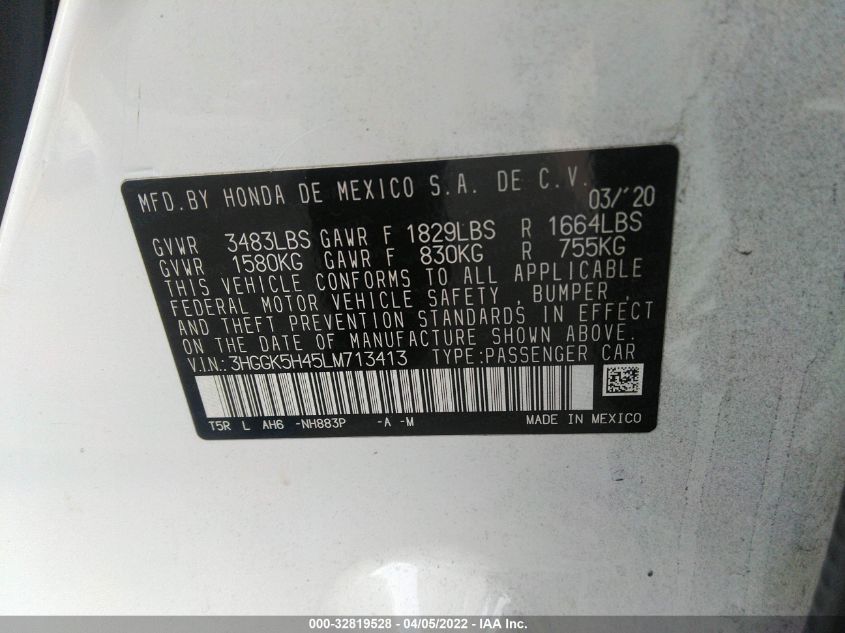 MFD.BY HONDA DE MEXICO S.A. DE C.V. 03/'20
GVWR 3483LBS GAWR F 1829LBS R 1664LBS
GVWR 1580KG GAWR F 830KG R 755KG
THIS VEHICLE CONFORMS TO ALL APPLICABLE
FEDERAL MOTOR VEHICLE SAFETY , BUMPER ,
AND THEFT PREVENTION STANDARDS IN EFFECT
ON THE DATE OF MANUFACTURE SHOWN ABOVE.
V.I.N.: 3HGGK5H45LM713413 TYPE:PASSENGER CAR
T5R L AH6 -NH883P -A -M MADE IN MEXICO
000-32819528 - 04/05/2022 - IAA Inc.